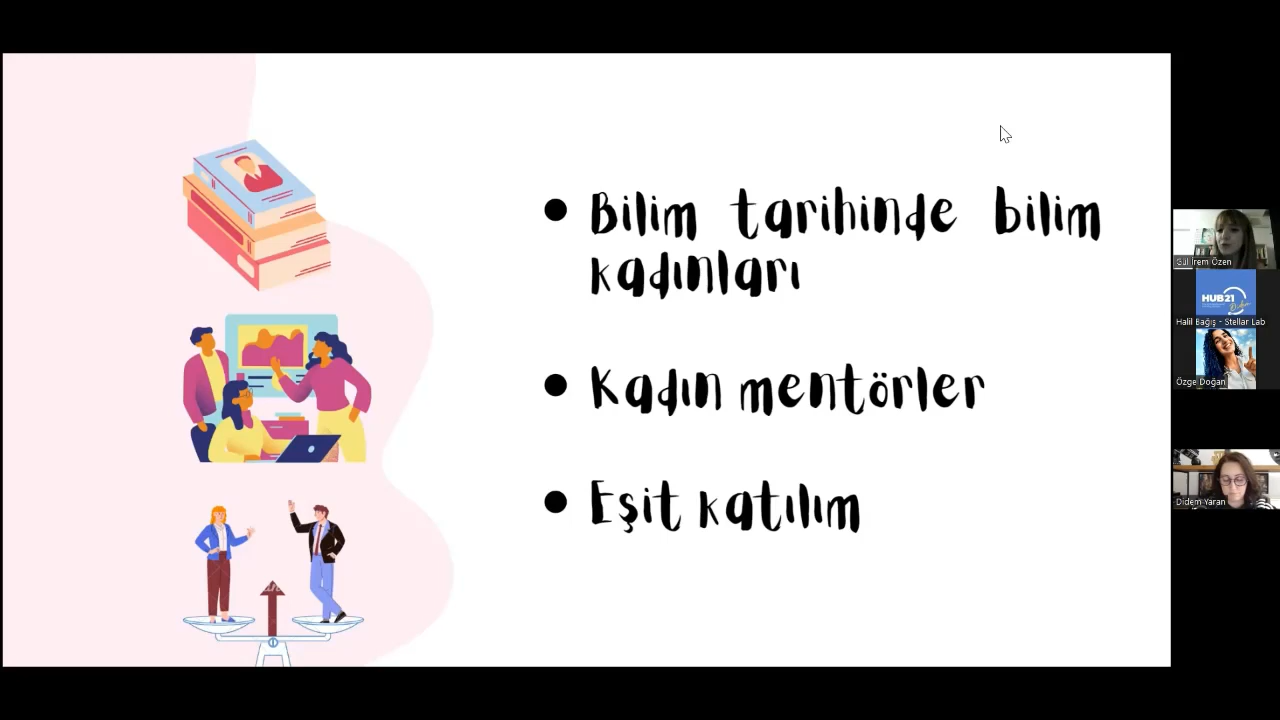 Bilim tarihinde bilim
kadınları
Kadın mentörler
Eşit katılım
Gül İrem Özen
HUB21
Didim
Halil Bağış - Stellar Lab
Özge Doğan
Didem Yaran